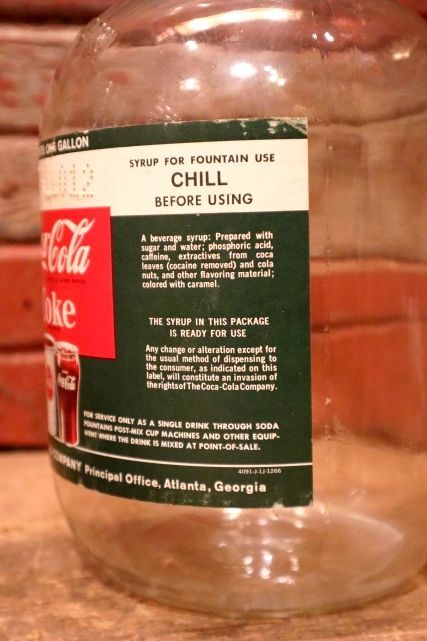 ONE GALLON
SYRUP FOR FOUNTAIN USE
CHILL
BEFORE USING
Cola
oke
A beverage syrup: Prepared with
sugar and water; phosphoric acid,
caffeine, extractives from coca
leaves (cocaine removed) and cola
nuts, and other flavoring material;
colored with caramel.
THE SYRUP IN THIS PACKAGE
IS READY FOR USE
Any change or alteration except for
the usual method of dispensing to
the consumer, as indicated on this
label, will constitute an invasion of
the rights of The Coca-Cola Company.
FOR SERVICE ONLY AS A SINGLE DRINK THROUGH SODA
FOUNTAINS POST-MIX CUP MACHINES AND OTHER EQUIP-
MENT WHERE THE DRINK IS MIXED AT POINT-OF-SALE.
4091-J-1J-1266
COMPANY Principal Office, Atlanta, Georgia